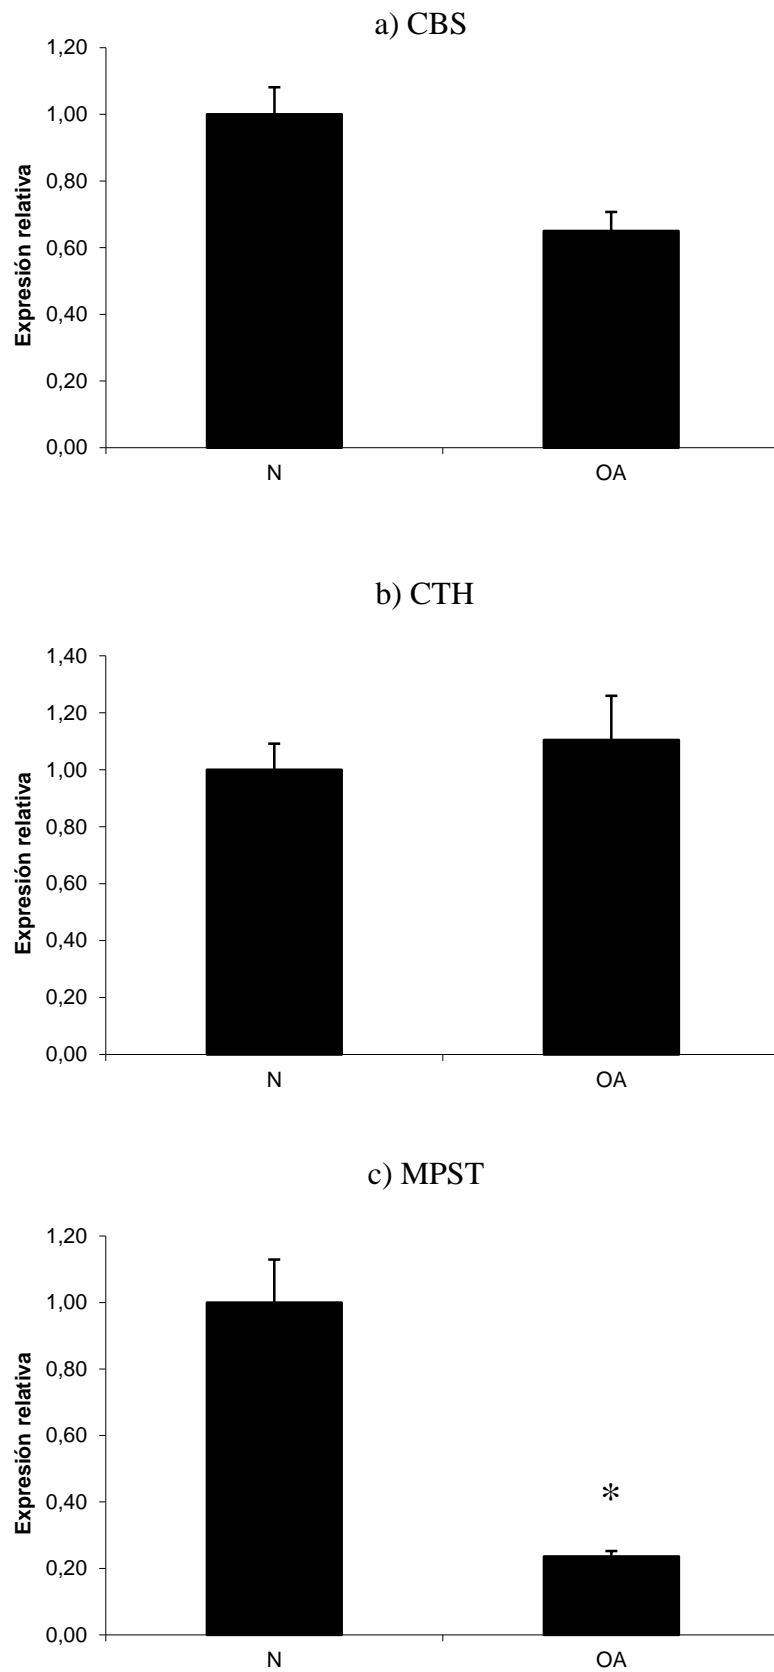 a) CBS
1,20
1,00
0,80
0,60
0,40
0,20
0,00
Expresión relativa
N OA
b) CTH
1,40
1,20
1,00
0,80
0,60
0,40
0,20
0,00
Expresión relativa
N OA
c) MPST
1,20
1,00
0,80
0,60
0,40
0,20
0,00
Expresión relativa
*
N OA